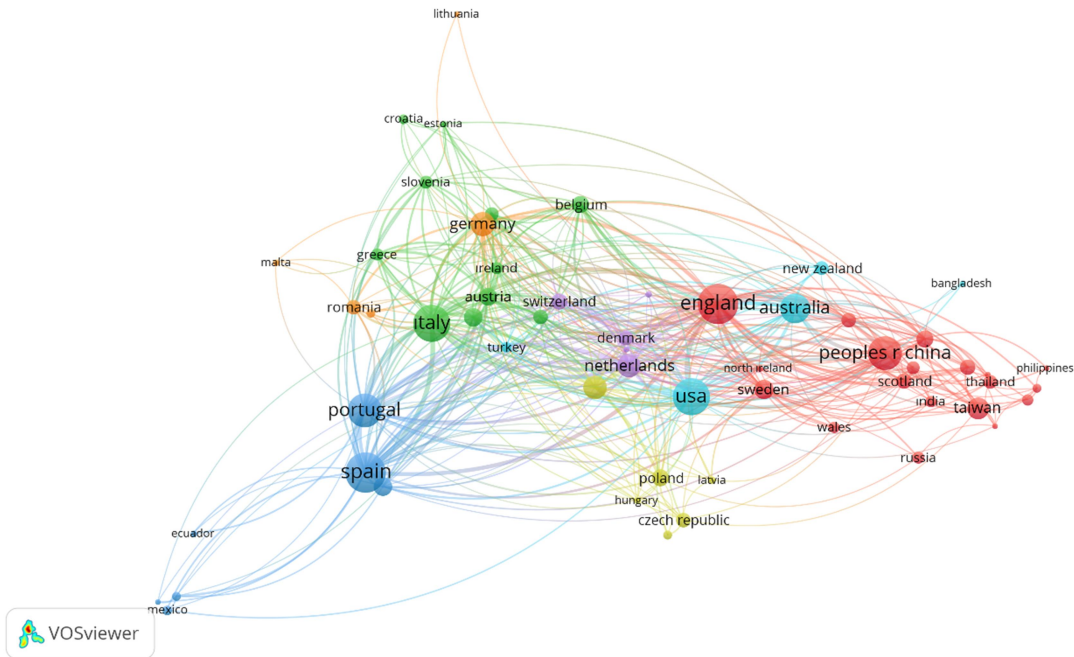 lithuania
croatia
estonia
slovenia
belgium
germany
greece
malta
ireland
new zealand
bangladesh
austria
switzerland
romania
england
australia
italy
denmark
turkey
peoples r china
netherlands
north ireland
philippines
scotland
thailand
sweden
usa
india
taiwan
portugal
wales
russia
spain
poland
latvia
hungary
czech republic
ecuador
mexico
VOSviewer